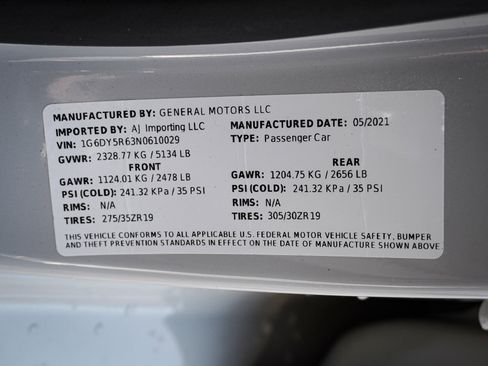 MANUFACTURED BY: GENERAL MOTORS LLC
IMPORTED BY: AJ Importing LLC MANUFACTURED DATE: 05/2021
VIN: 1G6DY5R63N0610029 TYPE: Passenger Car
GVWR: 2328.77 KG / 5134 LB
FRONT REAR
GAWR: 1124.01 KG / 2478 LB GAWR: 1204.75 KG / 2656 LB
PSI (COLD): 241.32 KPa / 35 PSI PSI (COLD): 241.32 KPa / 35 PSI
RIMS: N/A RIMS: N/A
TIRES: 275/35ZR19 TIRES: 305/30ZR19
THIS VEHICLE CONFORMS TO ALL APPLICABLE U.S. FEDERAL MOTOR VEHICLE SAFETY, BUMPER
AND THEFT PREVENTION STANDARDS IN EFFECT ON THE DATE OF MANUFACTURE SHOWN ABOVE